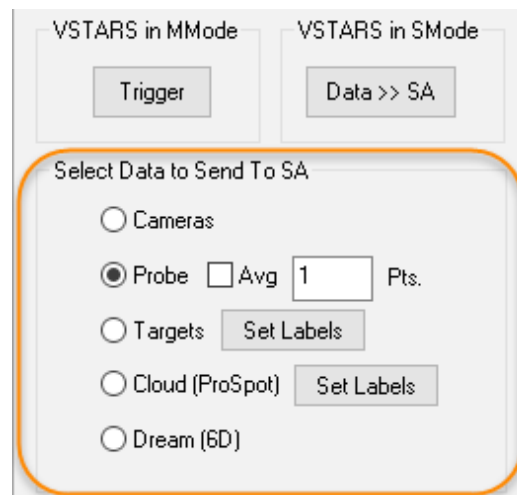 VSTARS in MMode VSTARS in SMode
Trigger Data >> SA
Select Data to Send To SA
Cameras
Probe Avg 1 Pts.
Targets Set Labels
Cloud (ProSpot) Set Labels
Dream (6D)